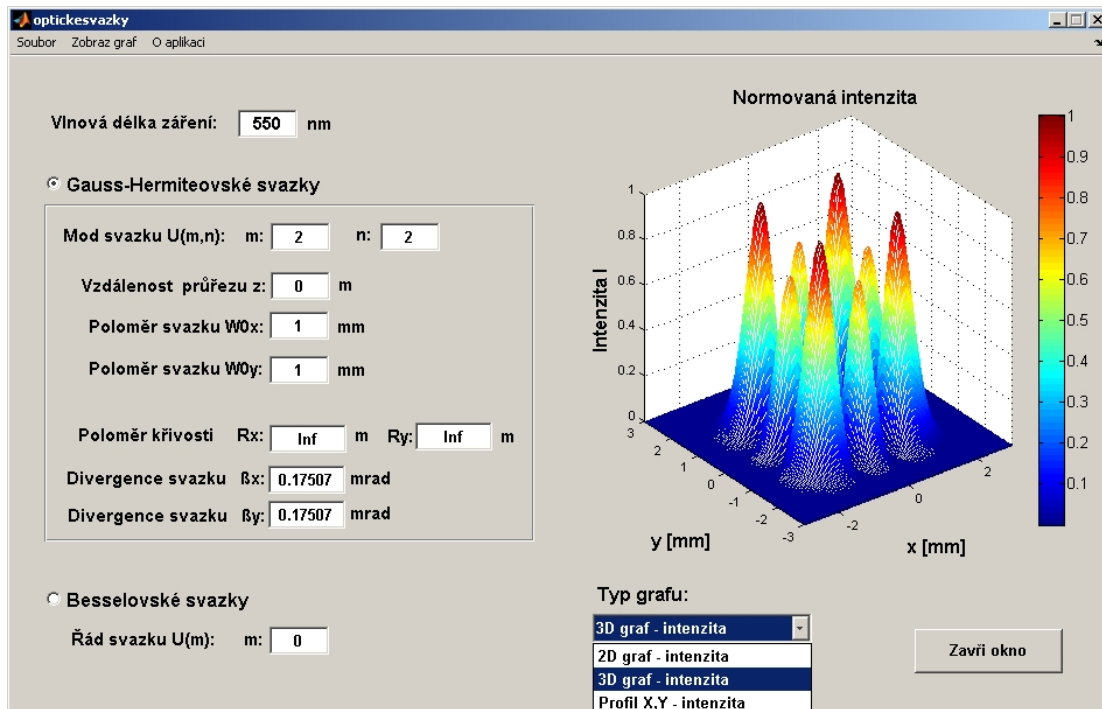 optickesvazky
Soubor Zobraz graf O aplikaci
Vlnová délka záření: 550 nm
Gauss-Hermiteovské svazky
Mod svazku U(m,n): m: 2 n: 2
Vzdálenost průřezu z: 0 m
Poloměr svazku W0x: 1 mm
Poloměr svazku W0y: 1 mm
Poloměr křivosti Rx: Inf m Ry: Inf m
Divergence svazku ßx: 0.17507 mrad
Divergence svazku ßy: 0.17507 mrad
Besselovské svazky
Řád svazku U(m): m: 0
Normovaná intenzita
Intenzita I
1
0.8
0.6
0.4
0.2
0
3
2
1
0
-1
-2
-3
y [mm]
-2
0
2
x [mm]
1
0.9
0.8
0.7
0.6
0.5
0.4
0.3
0.2
0.1
Typ grafu:
3D graf - intenzita
2D graf - intenzita
3D graf - intenzita
Profil X,Y - intenzita
Zavři okno